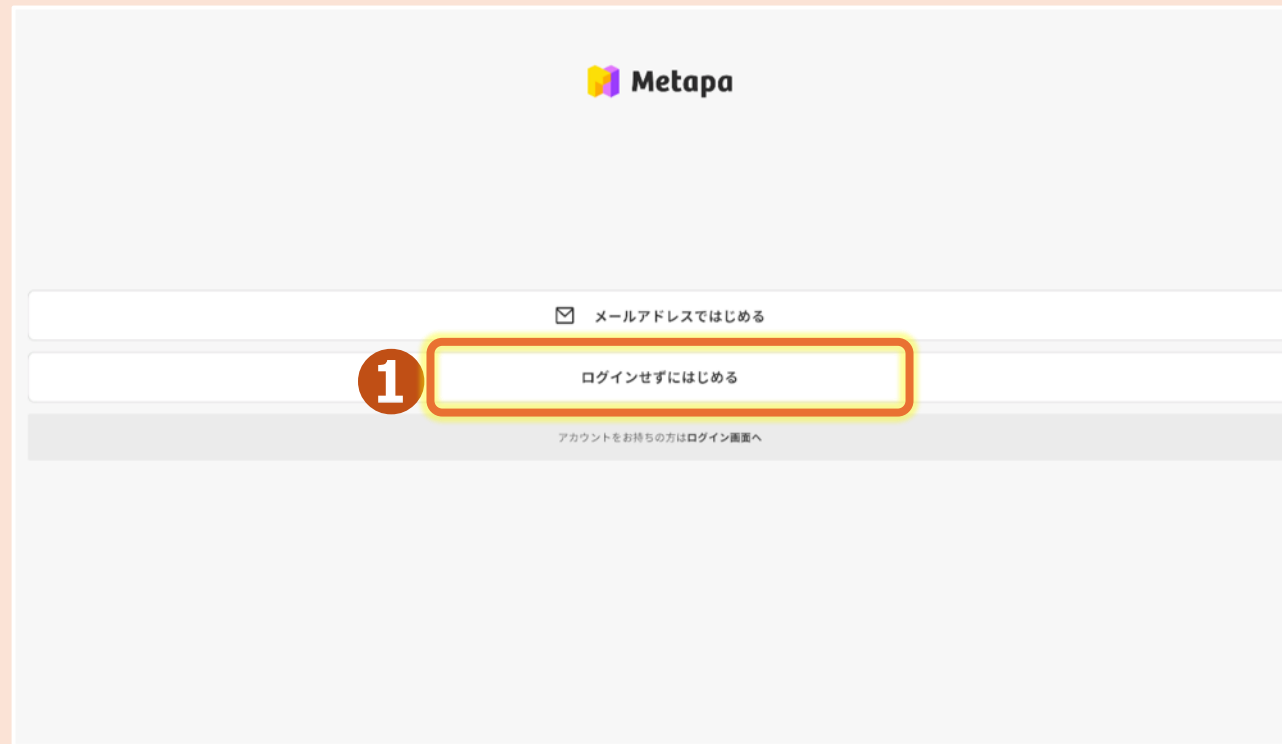 Metapa
メールアドレスではじめる
1
ログインせずにはじめる
アカウントをお持ちの方はログイン画面へ